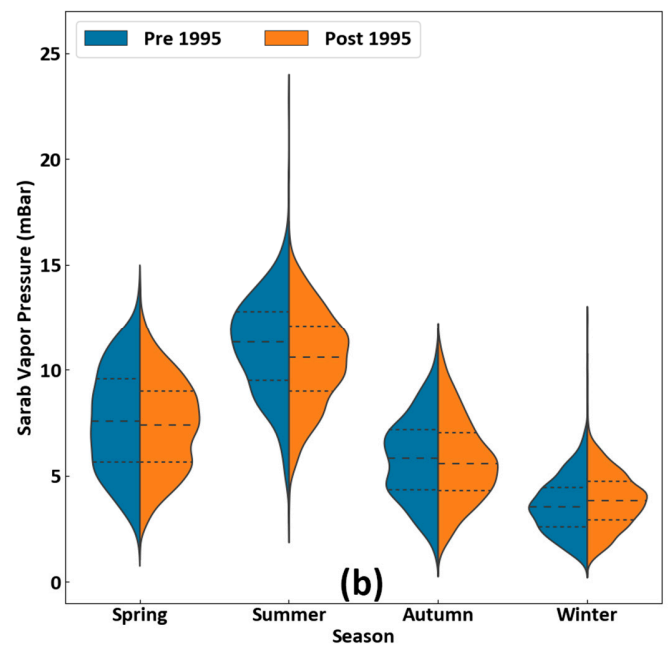 Pre 1995 Post 1995
25
20
15
10
5
0
Sarab Vapor Pressure (mBar)
(b)
Spring Summer Autumn Winter
Season